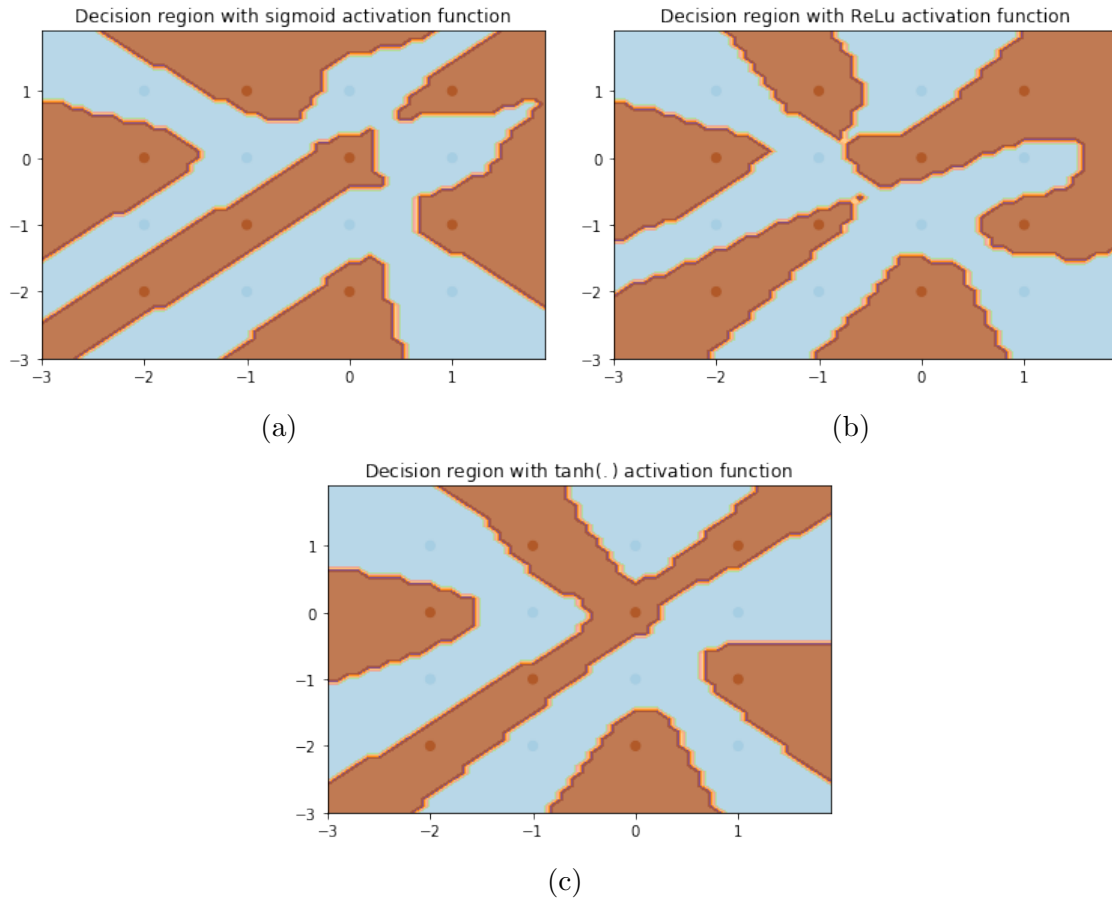 Decision region with sigmoid activation function
1
0
−1
−2
−3
−3 −2 −1 0 1
(a)
Decision region with ReLu activation function
1
0
−1
−2
−3
−3 −2 −1 0 1
(b)
Decision region with tanh(.) activation function
1
0
−1
−2
−3
−3 −2 −1 0 1
(c)